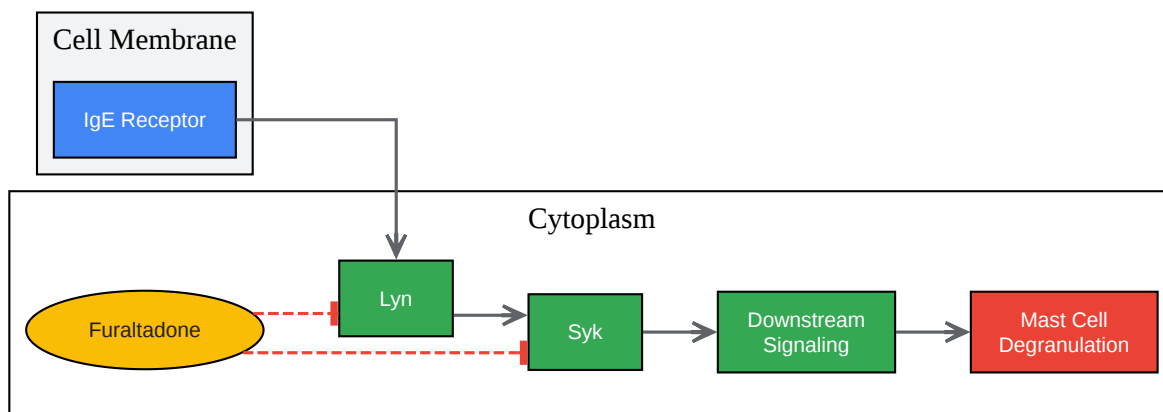 Cell Membrane
IgE Receptor
Cytoplasm
Lyn
Furaltadone
Syk
Downstream
Signaling
Mast Cell
Degranulation